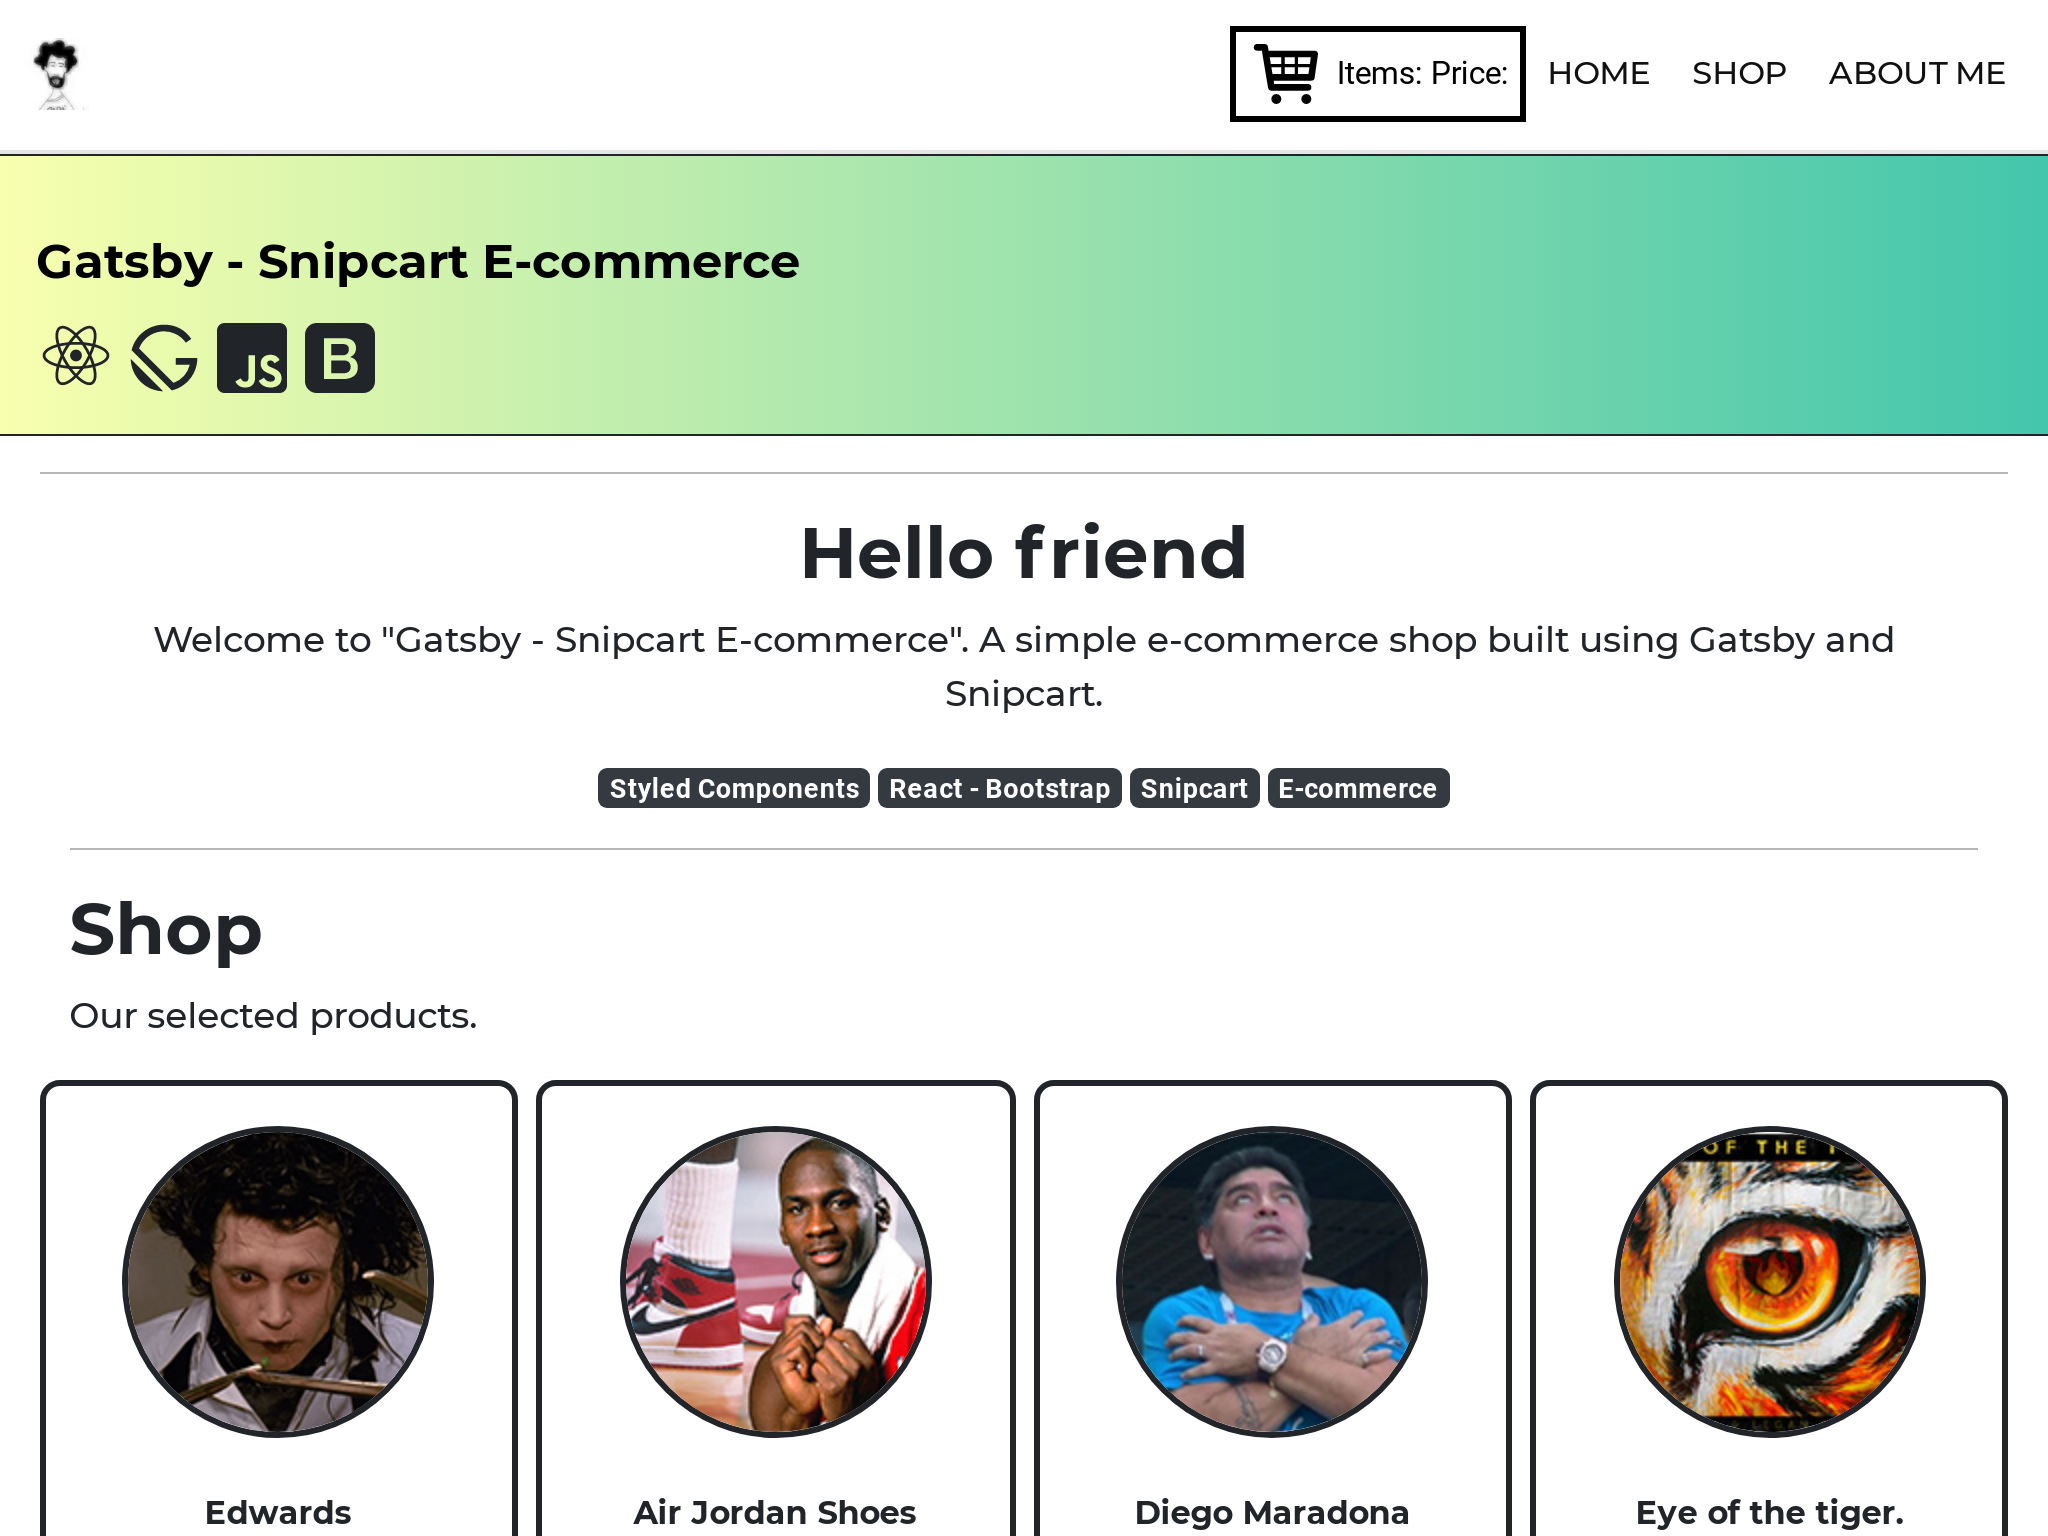 Items: Price:
HOME
SHOP
ABOUT ME
Gatsby - Snipcart E-commerce
JS
B
Hello friend
Welcome to "Gatsby - Snipcart E-commerce". A simple e-commerce shop built using Gatsby and
Snipcart.
Styled Components
React - Bootstrap
Snipcart
E-commerce
Shop
Our selected products.
OF THE
Edwards
Air Jordan Shoes
Diego Maradona
Eye of the tiger.